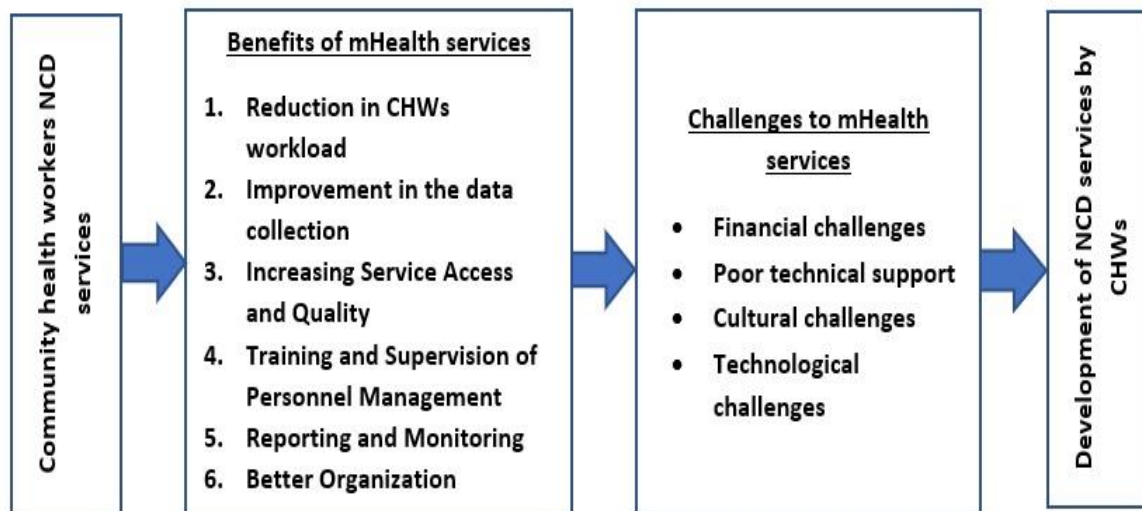 Community health workers NCD
services
Benefits of mHealth services
1. Reduction in CHWs
workload
2. Improvement in the data
collection
3. Increasing Service Access
and Quality
4. Training and Supervision of
Personnel Management
5. Reporting and Monitoring
6. Better Organization
Challenges to mHealth
services
• Financial challenges
• Poor technical support
• Cultural challenges
• Technological
challenges
Development of NCD services by
CHWs